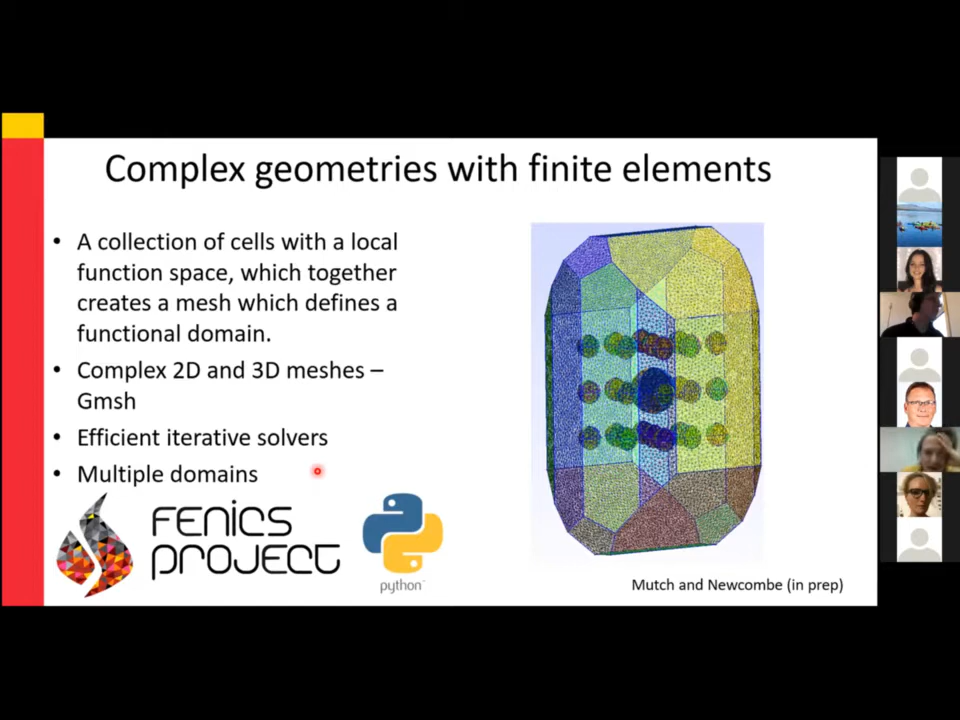 Complex geometries with finite elements
• A collection of cells with a local
function space, which together
creates a mesh which defines a
functional domain.
• Complex 2D and 3D meshes –
Gmsh
• Efficient iterative solvers
• Multiple domains
FENICS
PROJECT
python
Mutch and Newcombe (in prep)